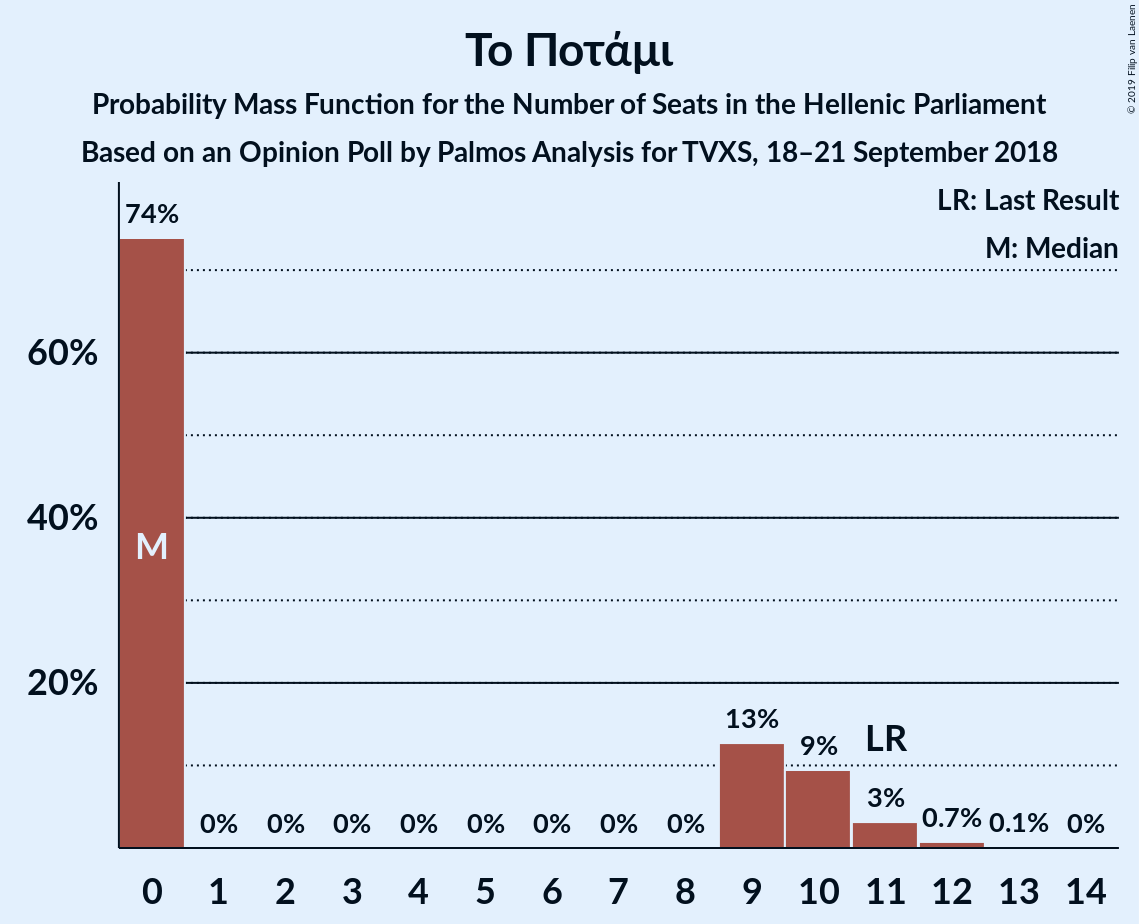 Το Ποτάμι
Probability Mass Function for the Number of Seats in the Hellenic Parliament
Based on an Opinion Poll by Palmos Analysis for TVXS, 18–21 September 2018
© 2019 Filip van Laenen
LR: Last Result
M: Median
74%
60%
40%
M
20%
13%
9%
LR
3%
0% 0% 0% 0% 0% 0% 0% 0% 0.7% 0.1% 0%
0 1 2 3 4 5 6 7 8 9 10 11 12 13 14